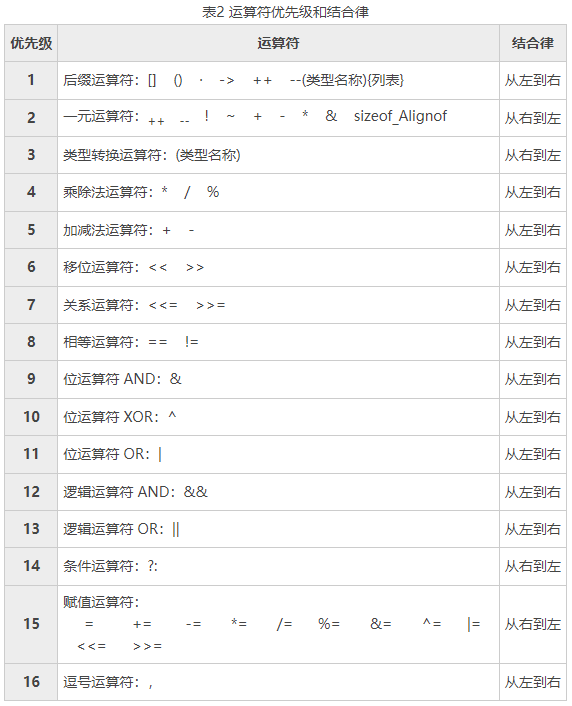 表2 运算符优先级和结合律
优先级 运算符 结合律
1 后缀运算符：[] () · -> ++ --(类型名称){列表} 从左到右
2 一元运算符：++ -- ! ~ + - * & sizeof_Alignof 从右到左
3 类型转换运算符：(类型名称) 从右到左
4 乘除法运算符：* / % 从左到右
5 加减法运算符：+ - 从左到右
6 移位运算符：<< >> 从左到右
7 关系运算符：<<= >>= 从左到右
8 相等运算符：== != 从左到右
9 位运算符 AND：& 从左到右
10 位运算符 XOR：^ 从左到右
11 位运算符 OR：| 从左到右
12 逻辑运算符 AND：&& 从左到右
13 逻辑运算符 OR：|| 从左到右
14 条件运算符：?: 从右到左
15 赋值运算符：
= += -= *= /= %= &= ^= |= 从右到左
<<= >>=
16 逗号运算符：, 从左到右